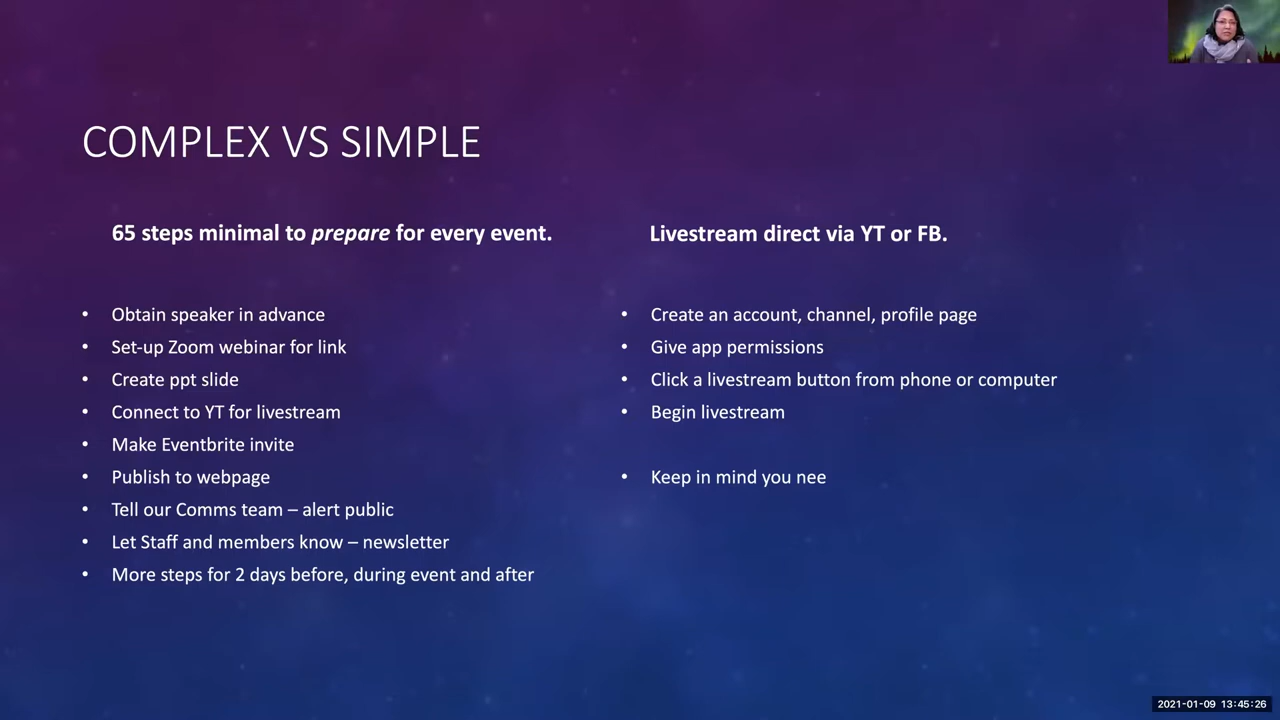 COMPLEX VS SIMPLE
65 steps minimal to prepare for every event.
• Obtain speaker in advance
• Set-up Zoom webinar for link
• Create ppt slide
• Connect to YT for livestream
• Make Eventbrite invite
• Publish to webpage
• Tell our Comms team – alert public
• Let Staff and members know – newsletter
• More steps for 2 days before, during event and after
Livestream direct via YT or FB.
• Create an account, channel, profile page
• Give app permissions
• Click a livestream button from phone or computer
• Begin livestream
• Keep in mind you nee
2021-01-09 13:45:26